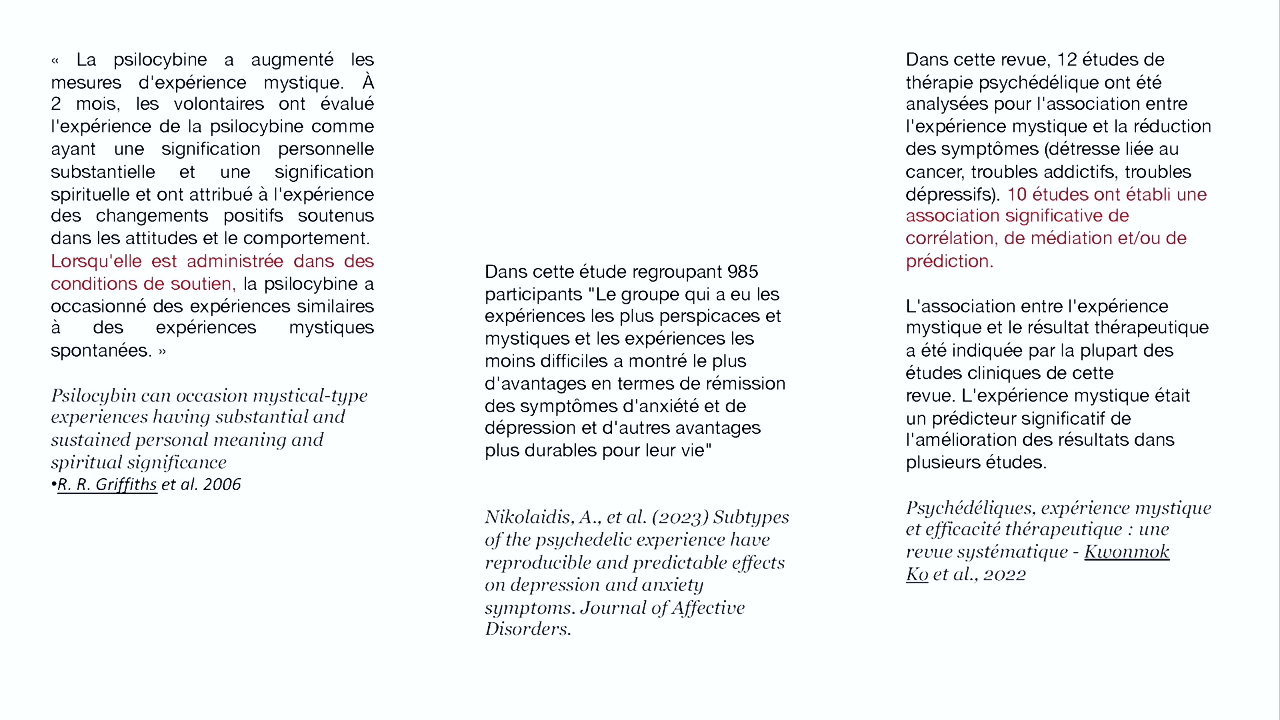 « La psilocybine a augmenté les
mesures d'expérience mystique. À
2 mois, les volontaires ont évalué
l'expérience de la psilocybine comme
ayant une signification personnelle
substantielle et une signification
spirituelle et ont attribué à l'expérience
des changements positifs soutenus
dans les attitudes et le comportement.
Lorsqu'elle est administrée dans des
conditions de soutien, la psilocybine a
occasionné des expériences similaires
à des expériences mystiques
spontanées. »
Psilocybin can occasion mystical-type
experiences having substantial and
sustained personal meaning and
spiritual significance
•R. R. Griffiths et al. 2006
Dans cette étude regroupant 985
participants "Le groupe qui a eu les
expériences les plus perspicaces et
mystiques et les expériences les
moins difficiles a montré le plus
d'avantages en termes de rémission
des symptômes d'anxiété et de
dépression et d'autres avantages
plus durables pour leur vie"
Nikolaidis, A., et al. (2023) Subtypes
of the psychedelic experience have
reproducible and predictable effects
on depression and anxiety
symptoms. Journal of Affective
Disorders.
Dans cette revue, 12 études de
thérapie psychédélique ont été
analysées pour l'association entre
l'expérience mystique et la réduction
des symptômes (détresse liée au
cancer, troubles addictifs, troubles
dépressifs). 10 études ont établi une
association significative de
corrélation, de médiation et/ou de
prédiction.
L'association entre l'expérience
mystique et le résultat thérapeutique
a été indiquée par la plupart des
études cliniques de cette
revue. L'expérience mystique était
un prédicteur significatif de
l'amélioration des résultats dans
plusieurs études.
Psychédéliques, expérience mystique
et efficacité thérapeutique : une
revue systématique - Kwonmok
Ko et al., 2022